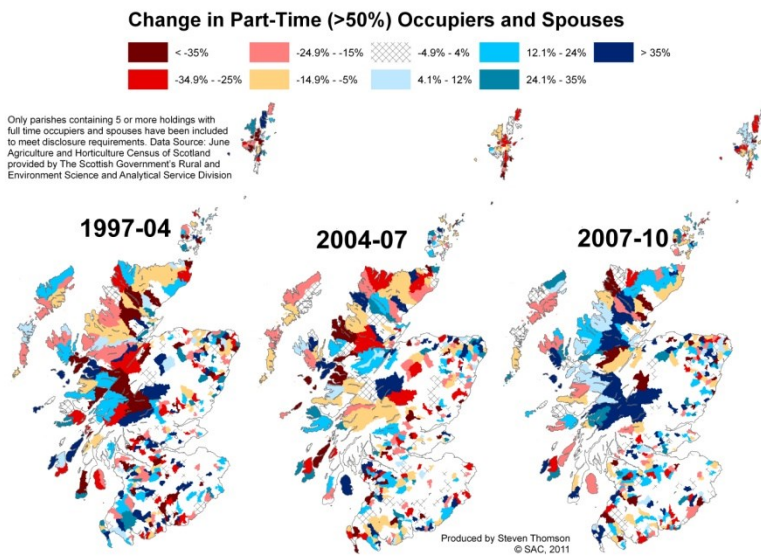 Change in Part-Time (>50%) Occupiers and Spouses
< -35%
-24.9% - -15%
-4.9% - 4%
12.1% - 24%
> 35%
-34.9% - -25%
-14.9% - -5%
4.1% - 12%
24.1% - 35%
Only parishes containing 5 or more holdings with
full time occupiers and spouses have been included
to meet disclosure requirements. Data Source: June
Agriculture and Horticulture Census of Scotland
provided by The Scottish Government's Rural and
Environment Science and Analytical Service Division
1997-04
2004-07
2007-10
Produced by Steven Thomson
© SAC, 2011